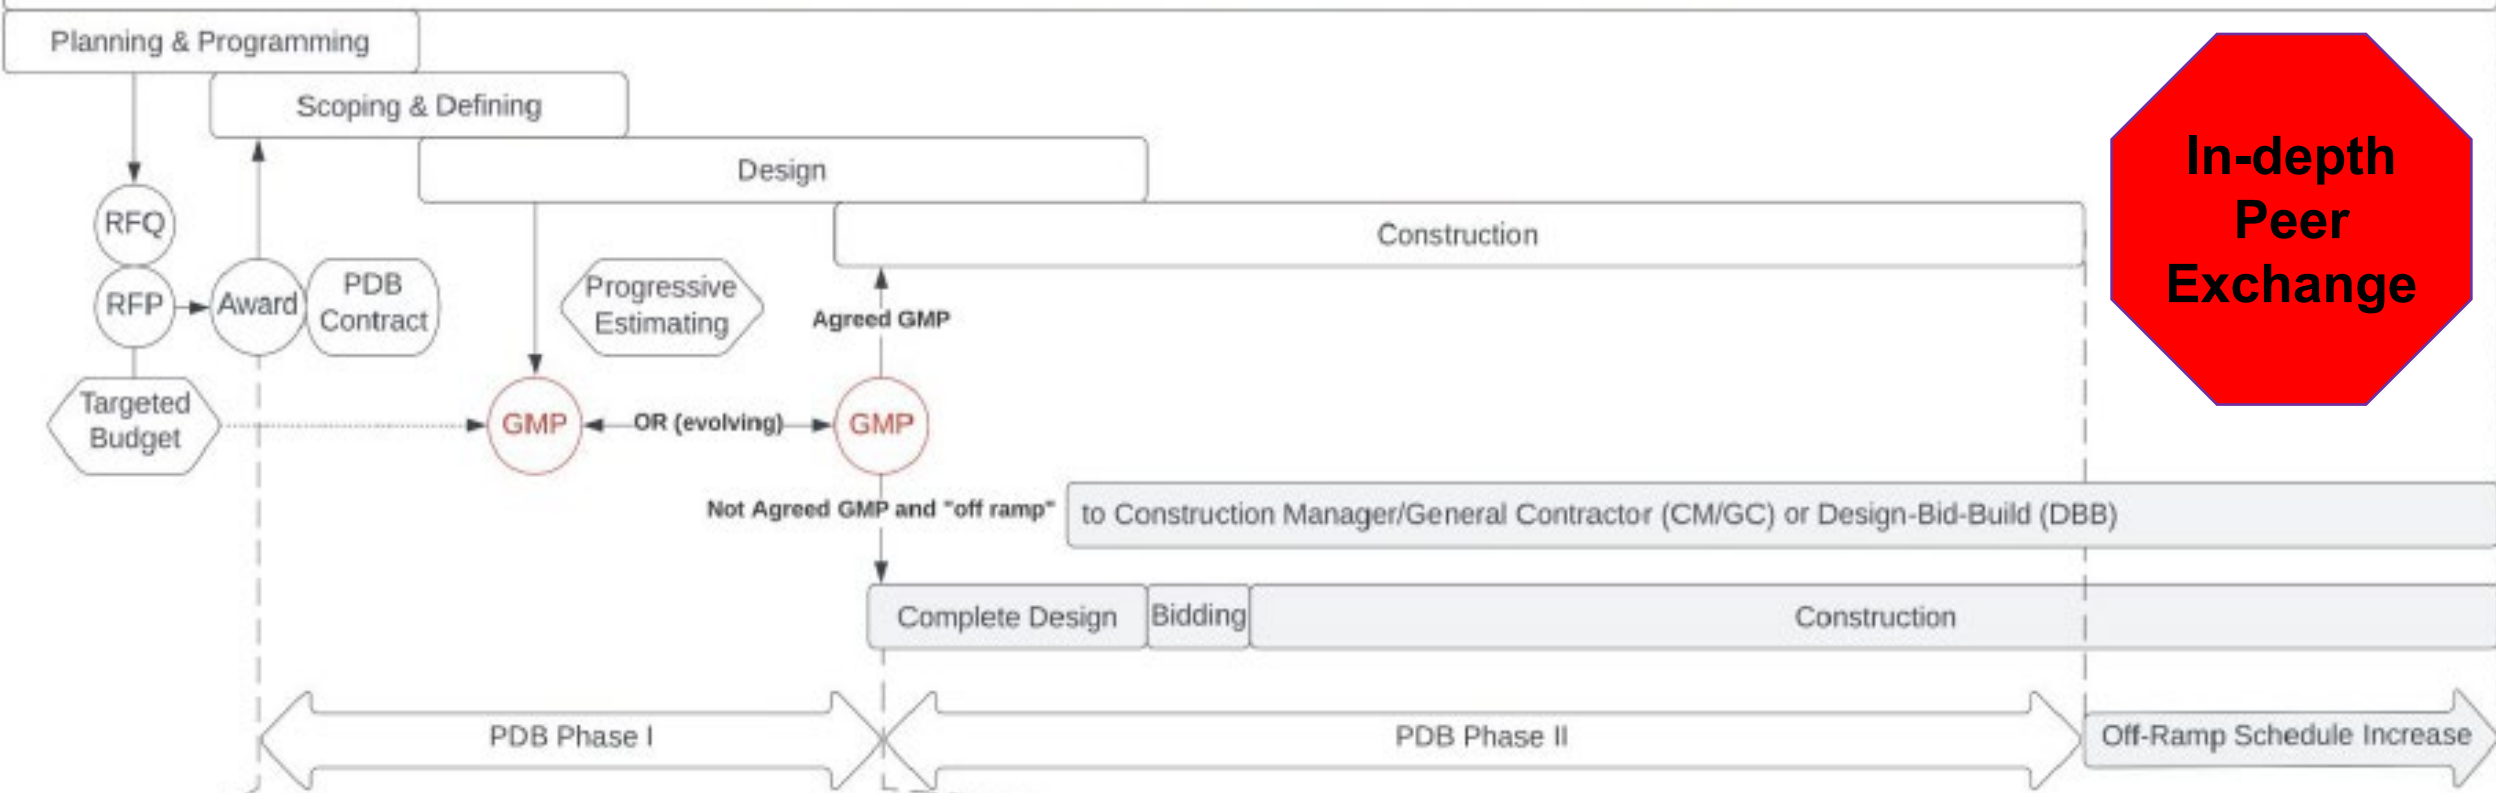 Planning & Programming
Scoping & Defining
Design
Construction
In-depth
Peer
Exchange
RFQ
RFP
Award
PDB
Contract
Progressive
Estimating
Agreed GMP
Targeted
Budget
GMP
OR (evolving)
GMP
Not Agreed GMP and "off ramp"
to Construction Manager/General Contractor (CM/GC) or Design-Bid-Build (DBB)
Complete Design
Bidding
Construction
PDB Phase I
PDB Phase II
Off-Ramp Schedule Increase